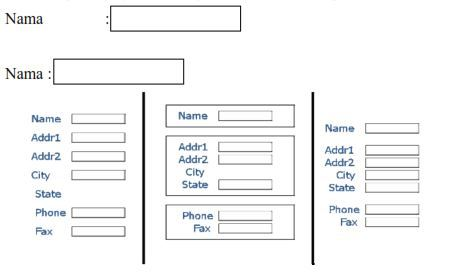 Nama :
Nama :
Name
Addr1
Addr2
City
State
Phone
Fax
Name
Addr1
Addr2
City
State
Phone
Fax
Name
Addr1
Addr2
City
State
Phone
Fax